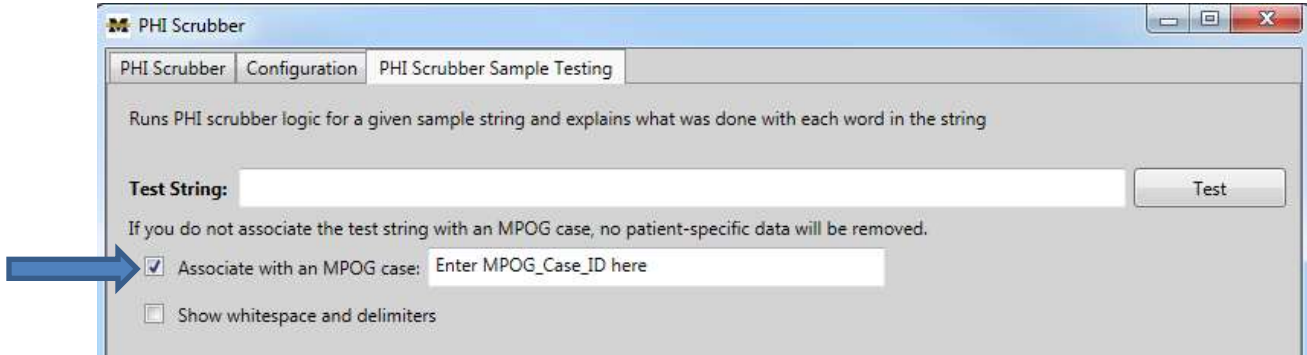 PHI Scrubber
PHI Scrubber Configuration PHI Scrubber Sample Testing
Runs PHI scrubber logic for a given sample string and explains what was done with each word in the string
Test String: Test
If you do not associate the test string with an MPOG case, no patient-specific data will be removed.
Associate with an MPOG case: Enter MPOG_Case_ID here
Show whitespace and delimiters